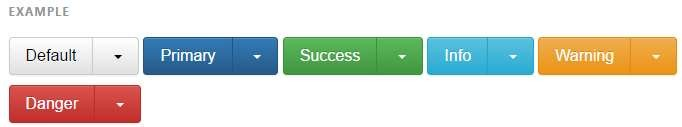 EXAMPLE
Default Primary Success Info Warning
Danger